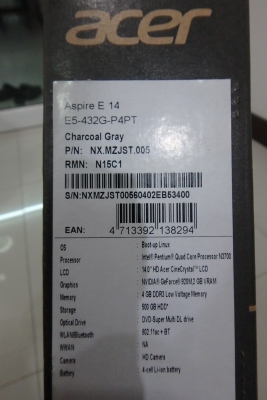 acer
Aspire E 14
E5-432G-P4PT
Charcoal Gray
P/N: NX.MZJST.005
RMN: N15C1
S/N:NXMZJST00560402EB53400
EAN: 4 713392 138294
OS : Boot-up Linux
Processor : Intel® Pentium® Quad Core Processor N3700
LCD : 14.0" HD Acer CineCrystal™ LCD
Graphics : NVIDIA® GeForce® 920M,2 GB VRAM
Memory : 4 GB DDR3 Low Voltage Memory
Storage : 500 GB HDD*
Optical Drive : DVD-Super Multi DL drive
WLAN/Bluetooth : 802.11ac + BT
WWAN : NA
Camera : HD Camera
Battery : 4-cell Li-ion battery